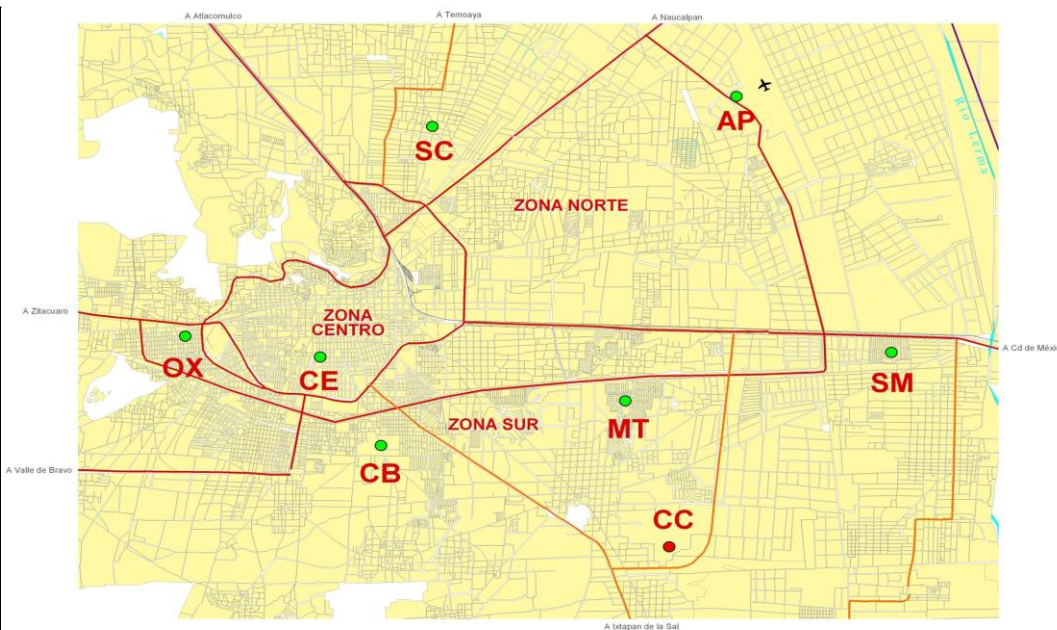 A Atlacomulco
A Temoaya
A Naucalpan
AP
Río Lerma
SC
ZONA NORTE
A Zitacuaro
ZONA
CENTRO
A Cd de Méxi
OX
CE
SM
ZONA SUR
MT
A Valle de Bravo
CB
CC
A Ixtapan de la Sal